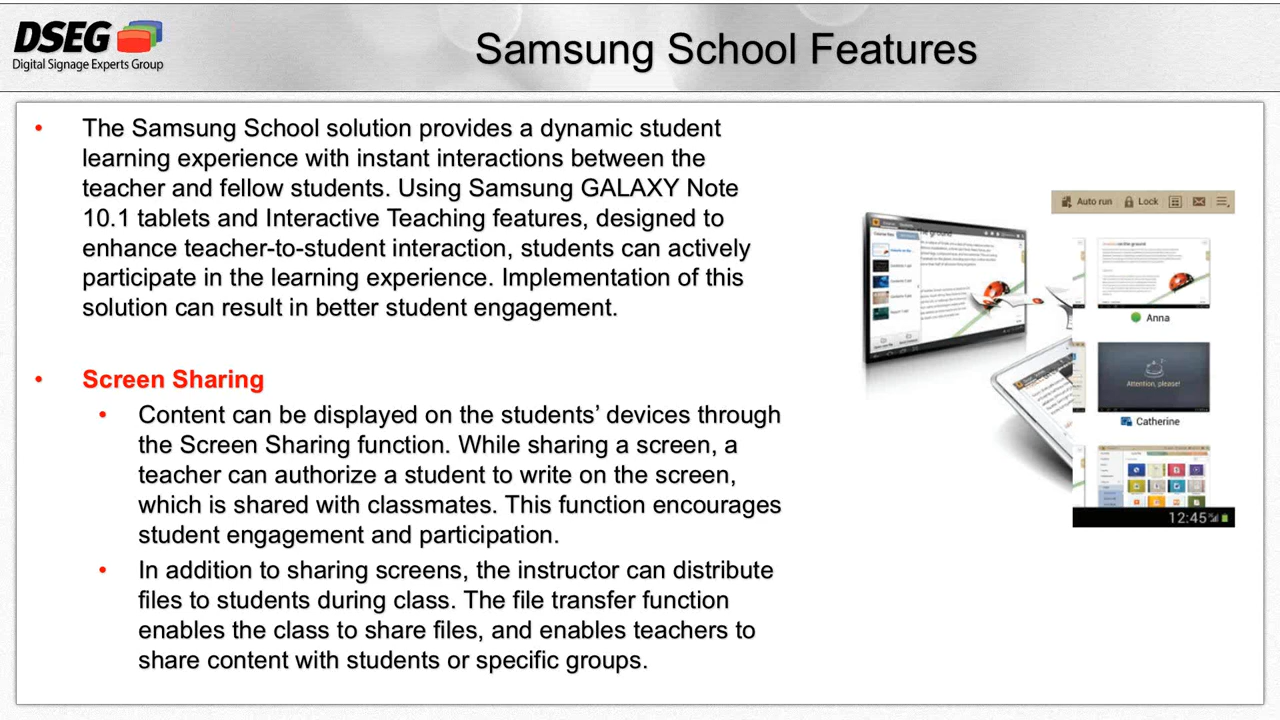 DSEG
Digital Signage Experts Group
Samsung School Features
• The Samsung School solution provides a dynamic student
learning experience with instant interactions between the
teacher and fellow students. Using Samsung GALAXY Note
10.1 tablets and Interactive Teaching features, designed to
enhance teacher-to-student interaction, students can actively
participate in the learning experience. Implementation of this
solution can result in better student engagement.
• Screen Sharing
• Content can be displayed on the students’ devices through
the Screen Sharing function. While sharing a screen, a
teacher can authorize a student to write on the screen,
which is shared with classmates. This function encourages
student engagement and participation.
• In addition to sharing screens, the instructor can distribute
files to students during class. The file transfer function
enables the class to share files, and enables teachers to
share content with students or specific groups.
Auto run Lock
the ground
on the ground
Anna
Attention, please!
Catherine
12:45